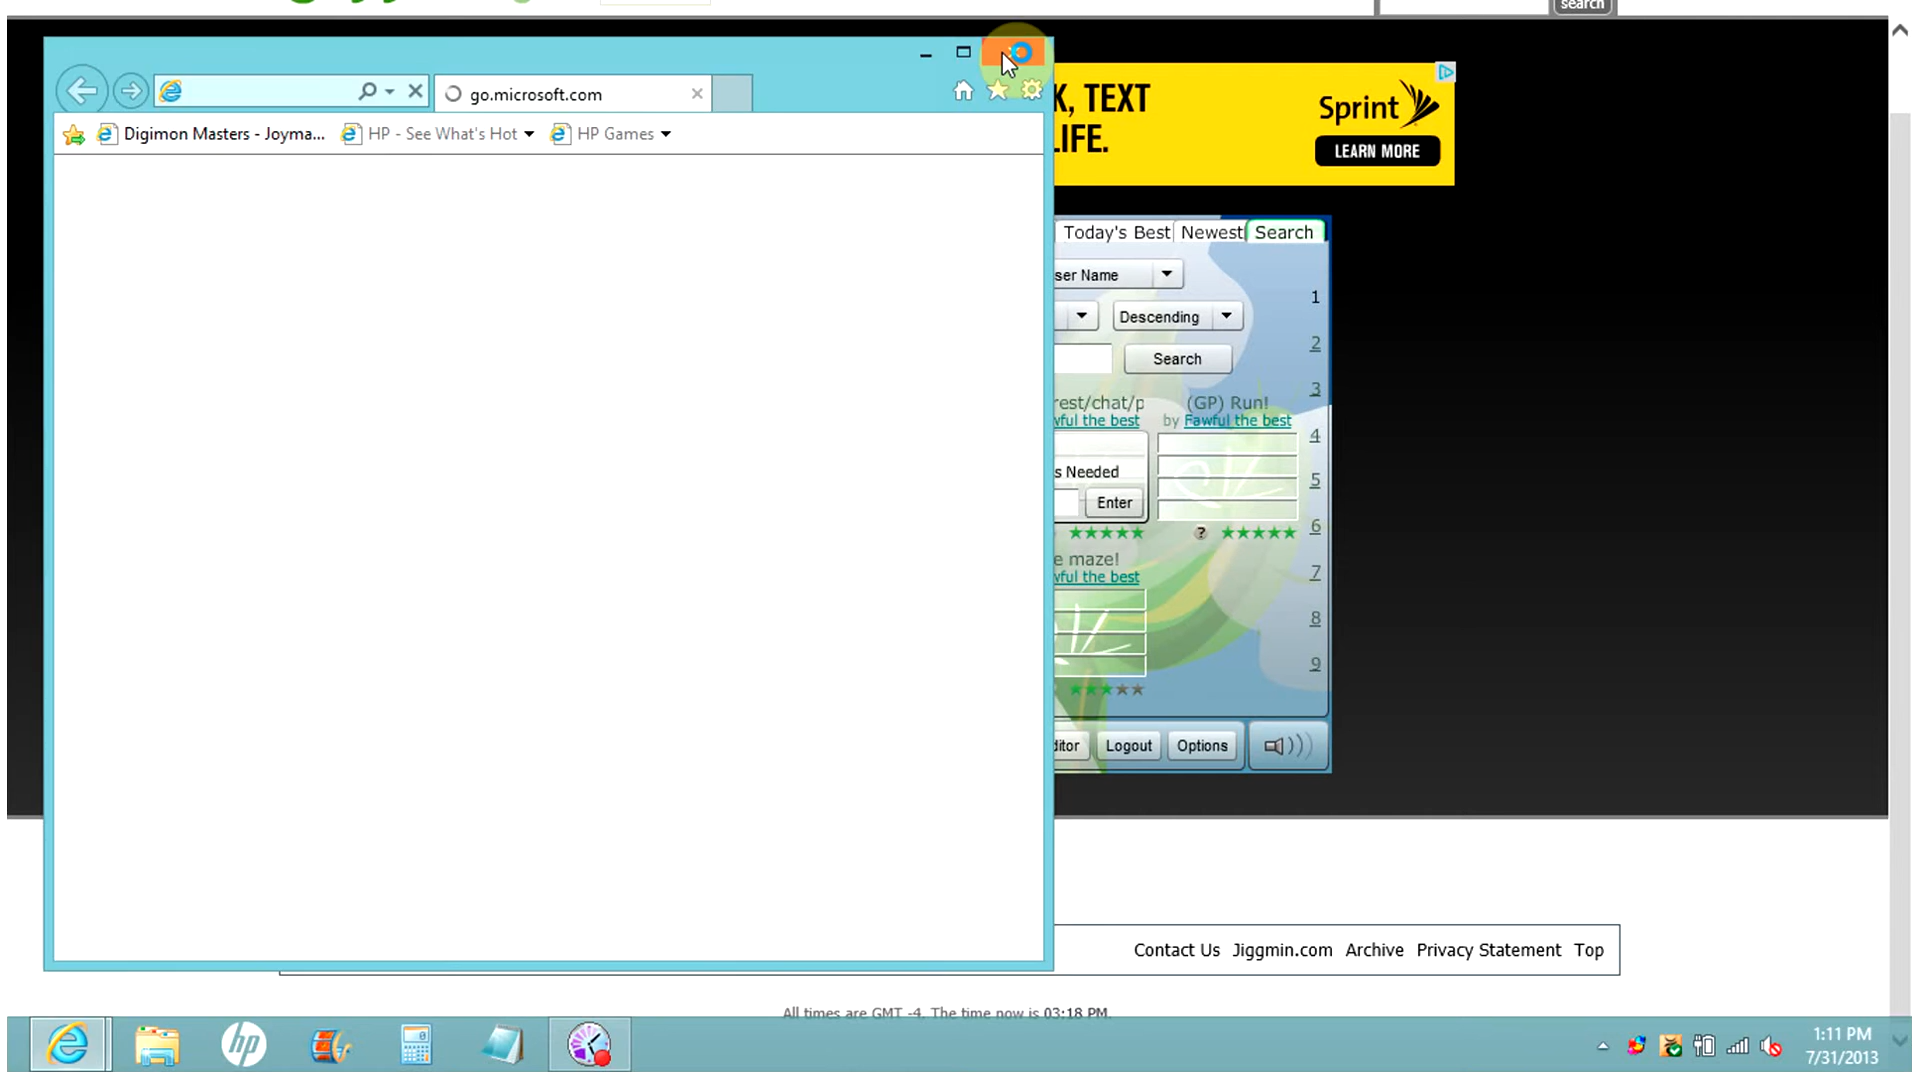 search
go.microsoft.com
Digimon Masters - Joyma...
HP - See What's Hot
HP Games
K, TEXT
LIFE.
Sprint
LEARN MORE
Today's Best
Newest
Search
ser Name
Descending
Search
1
2
3
4
5
6
7
8
9
rest/chat/p
wful the best
(GP) Run!
by Fawful the best
s Needed
Enter
?
e maze!
wful the best
ditor
Logout
Options
Contact Us Jiggmin.com Archive Privacy Statement Top
All times are GMT -4. The time now is 03:18 PM.
hp
1:11 PM
7/31/2013